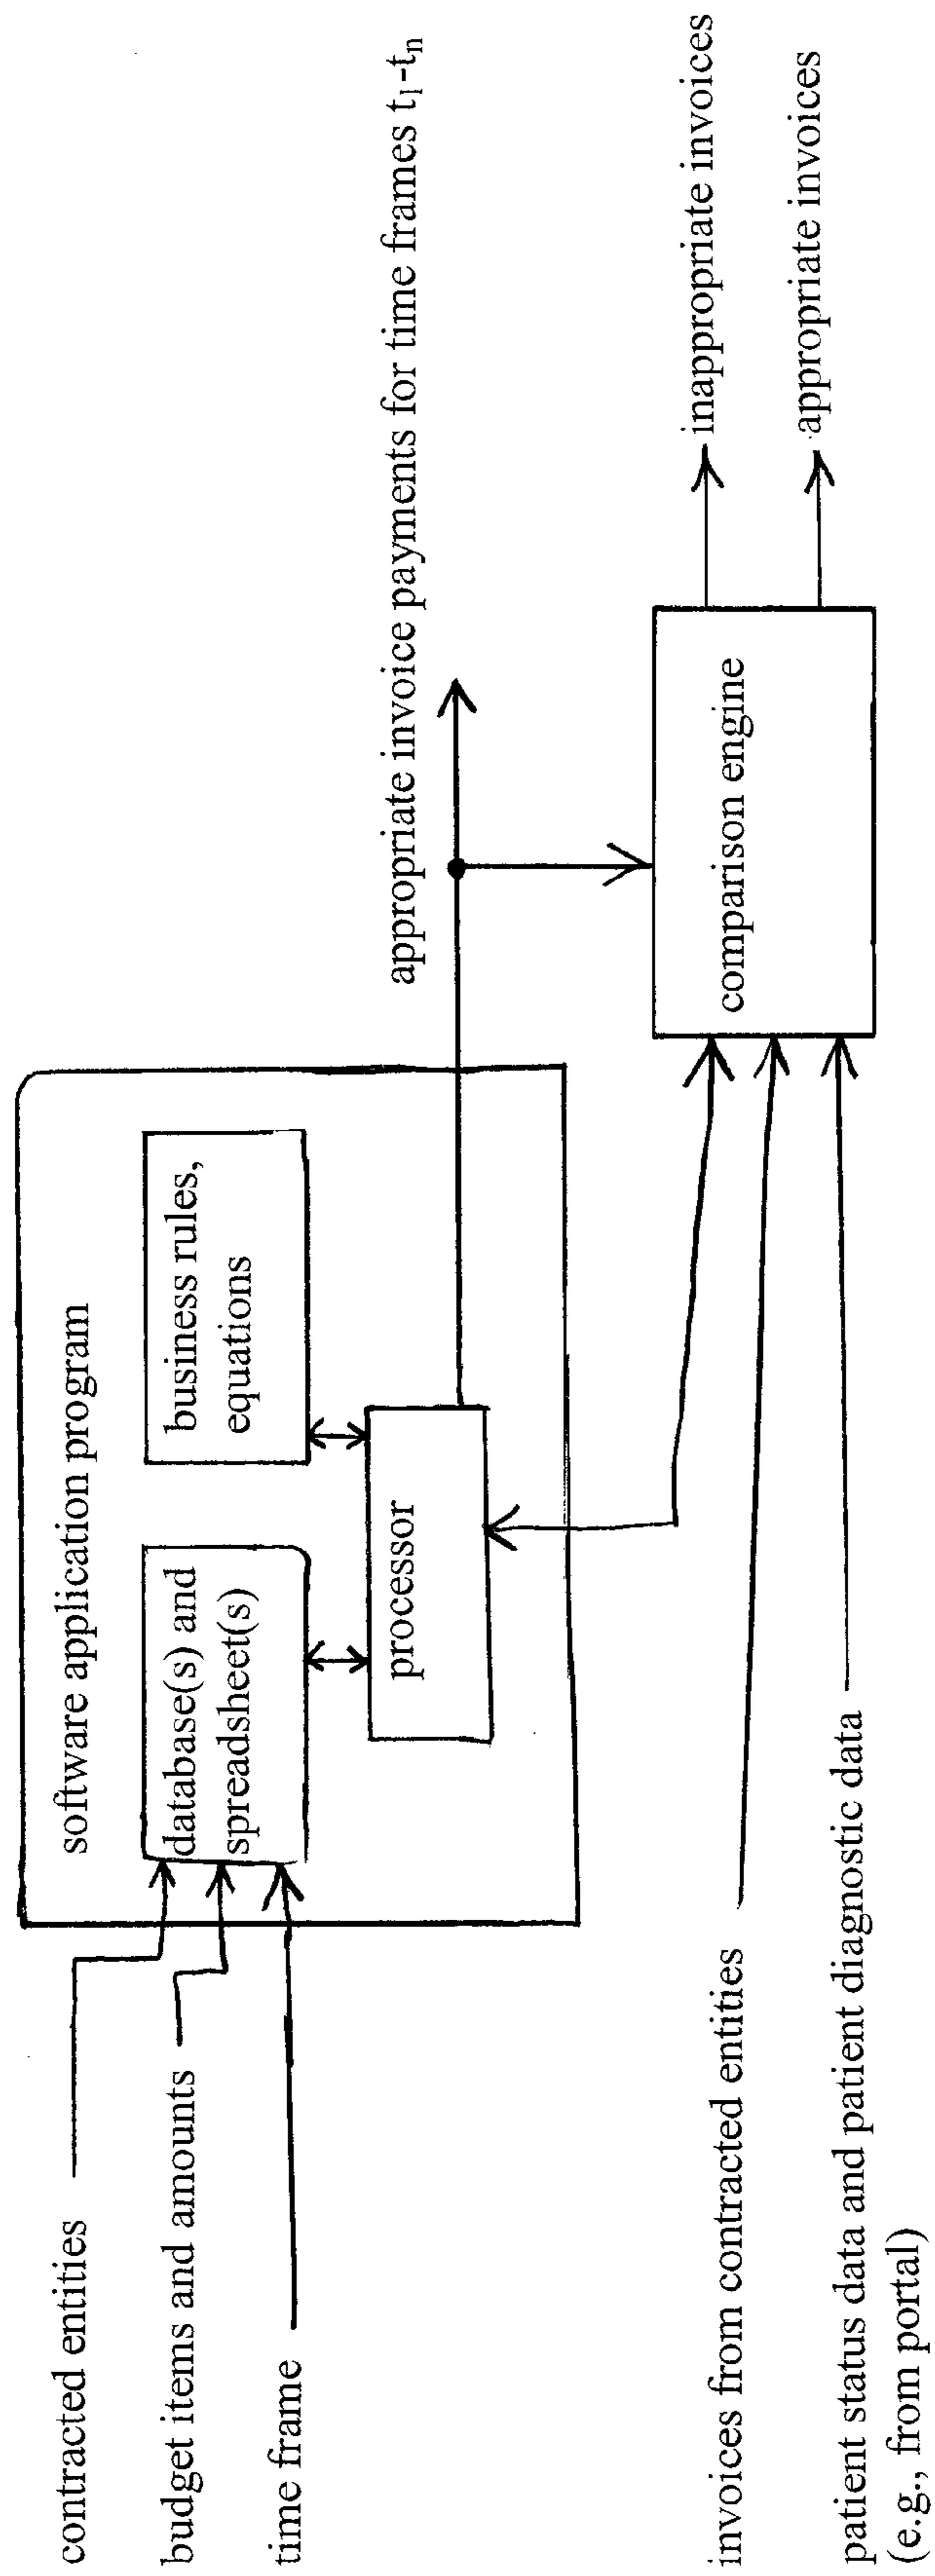 contracted entities
budget items and amounts
time frame
software application program
database(s) and
spreadsheet(s)
business rules,
equations
processor
appropriate invoice payments for time frames t₁-tₙ
invoices from contracted entities
patient status data and patient diagnostic data
(e.g., from portal)
comparison engine
inappropriate invoices
appropriate invoices